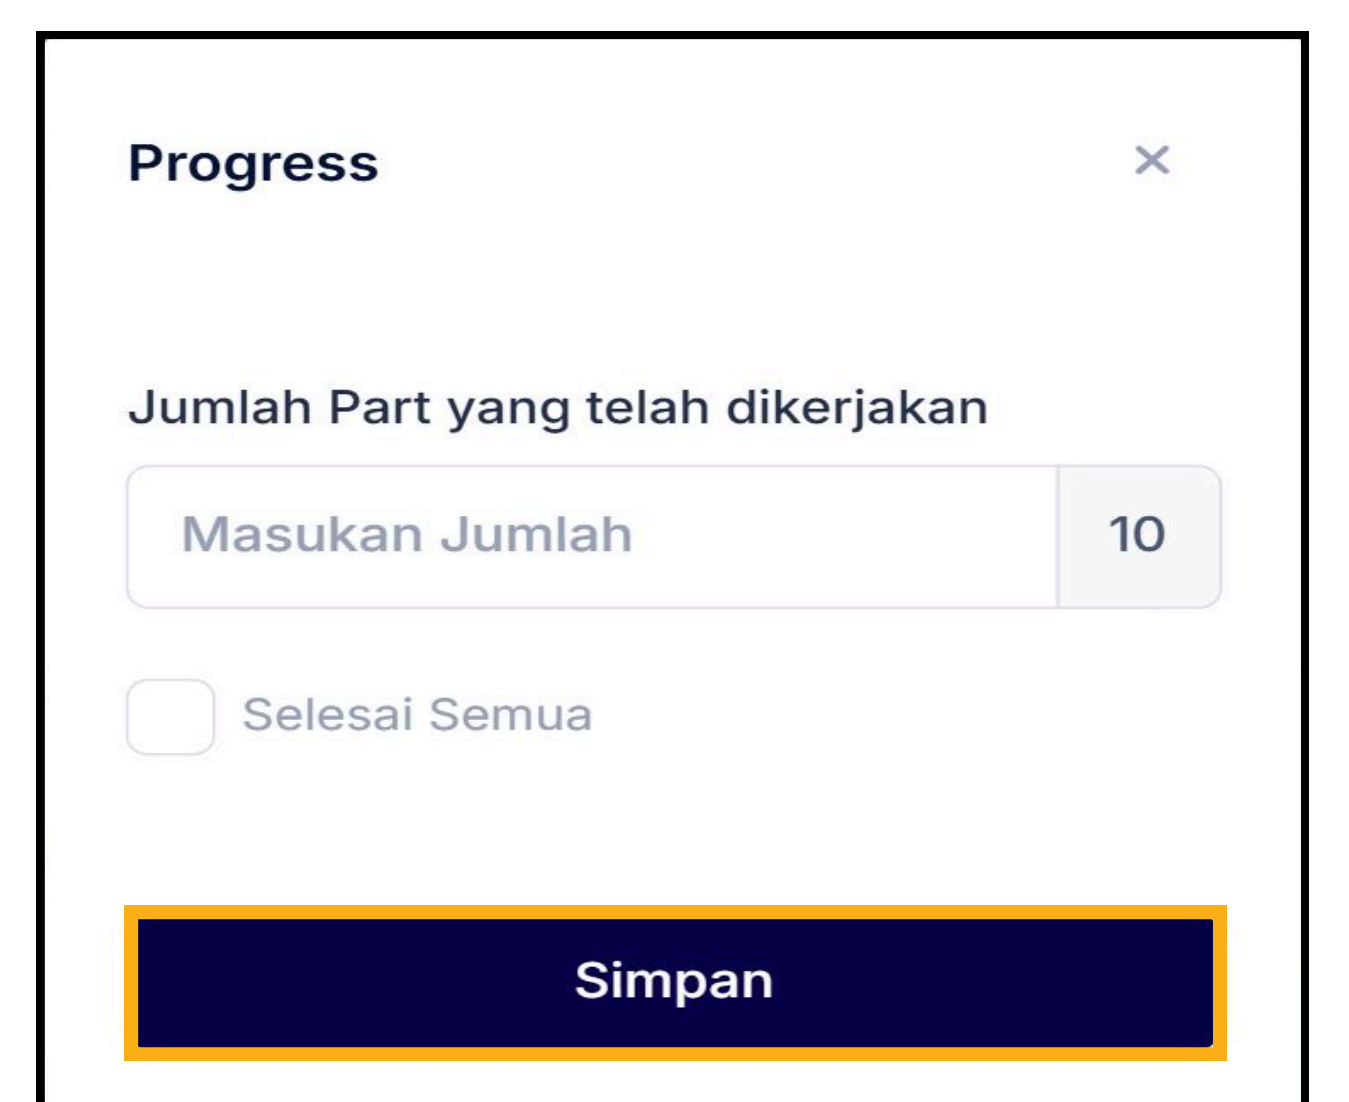 Progress
Jumlah Part yang telah dikerjakan
Masukan Jumlah 10
Selesai Semua
Simpan